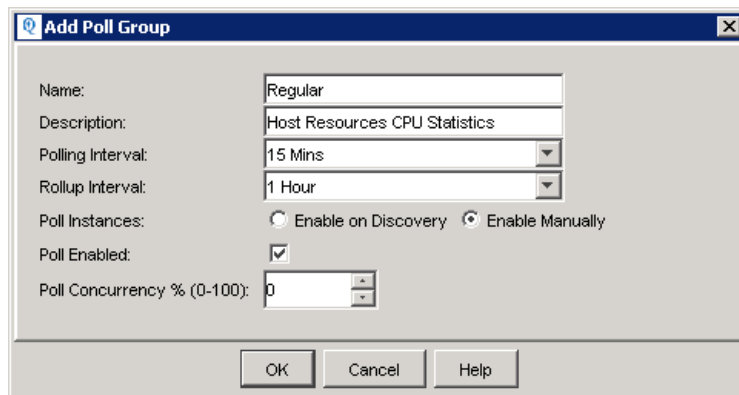 Add Poll Group
Name: Regular
Description: Host Resources CPU Statistics
Polling Interval: 15 Mins
Rollup Interval: 1 Hour
Poll Instances: Enable on Discovery Enable Manually
Poll Enabled:
Poll Concurrency % (0-100): 0
OK Cancel Help